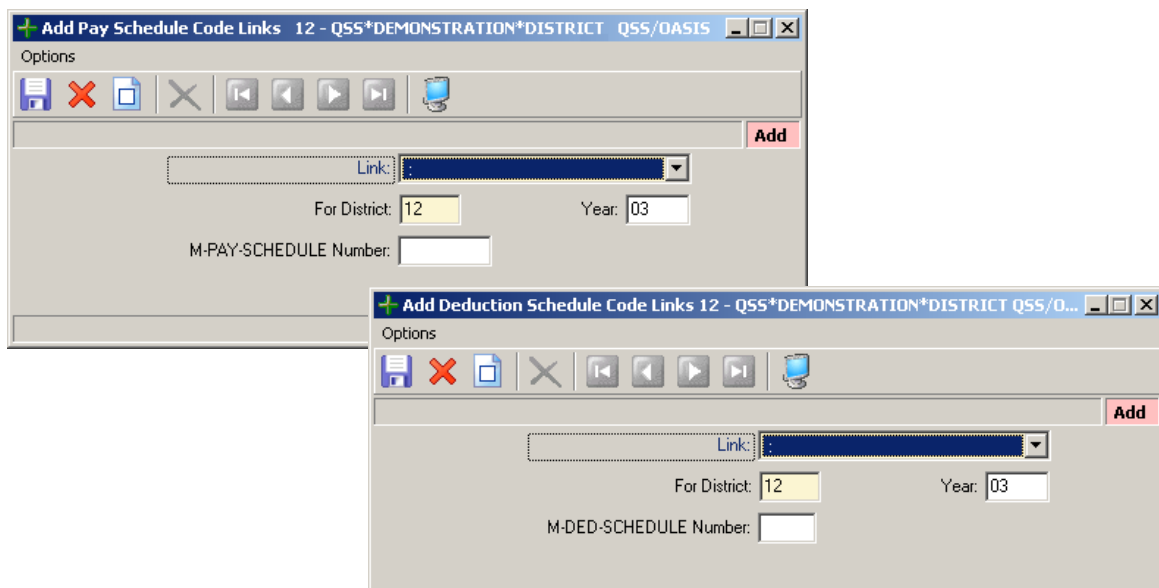 Add Pay Schedule Code Links 12 - QSS*DEMONSTRATION*DISTRICT QSS/OASIS
Options
Add
Link: :
For District: 12 Year: 03
M-PAY-SCHEDULE Number:
Add Deduction Schedule Code Links 12 - QSS*DEMONSTRATION*DISTRICT QSS/O...
Options
Add
Link: :
For District: 12 Year: 03
M-DED-SCHEDULE Number: